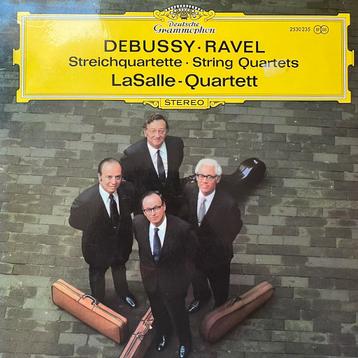 Deutsche
Grammophon
2530 235
DEBUSSY · RAVEL
Streichquartette · String Quartets
LaSalle-Quartett
STEREO